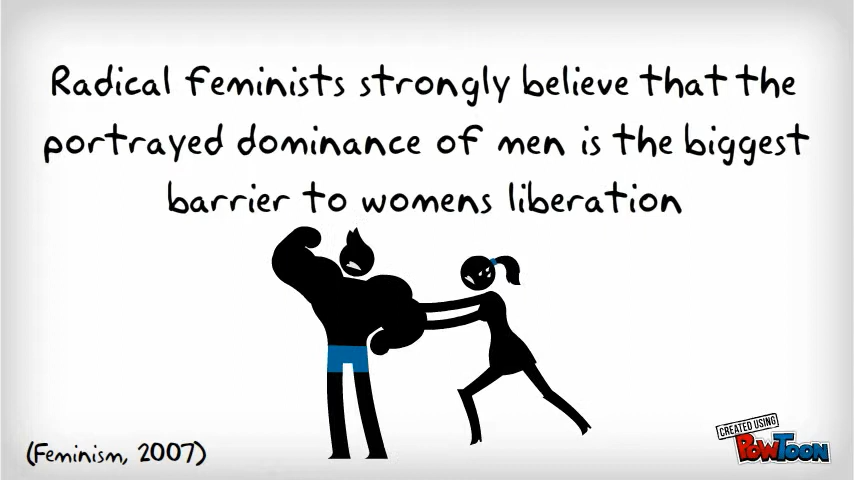 Radical feminists strongly believe that the
portrayed dominance of men is the biggest
barrier to womens liberation
(Feminism, 2007)
CREATED USING
POWTOON